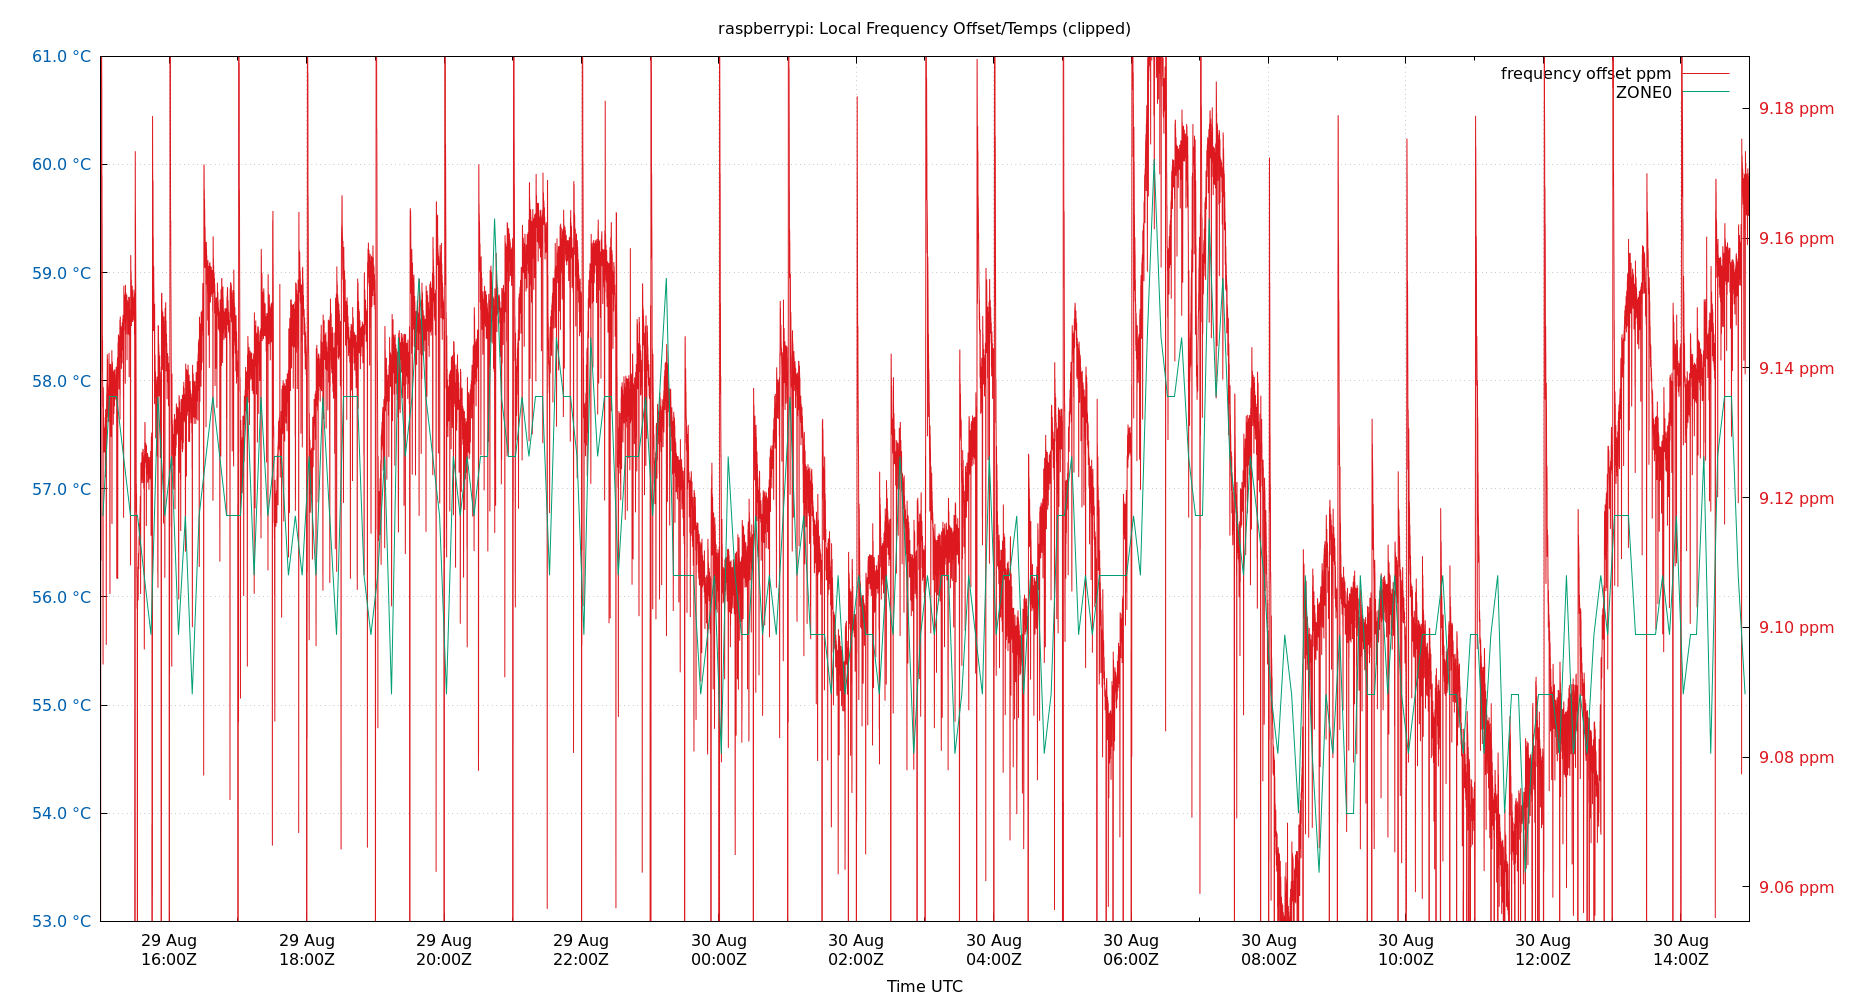 raspberrypi: Local Frequency Offset/Temps (clipped)
61.0 °C
60.0 °C
59.0 °C
58.0 °C
57.0 °C
56.0 °C
55.0 °C
54.0 °C
53.0 °C
frequency offset ppm
ZONE0
9.18 ppm
9.16 ppm
9.14 ppm
9.12 ppm
9.10 ppm
9.08 ppm
9.06 ppm
29 Aug 29 Aug 29 Aug 29 Aug 30 Aug 30 Aug 30 Aug 30 Aug 30 Aug 30 Aug 30 Aug 30 Aug
16:00Z 18:00Z 20:00Z 22:00Z 00:00Z 02:00Z 04:00Z 06:00Z 08:00Z 10:00Z 12:00Z 14:00Z
Time UTC